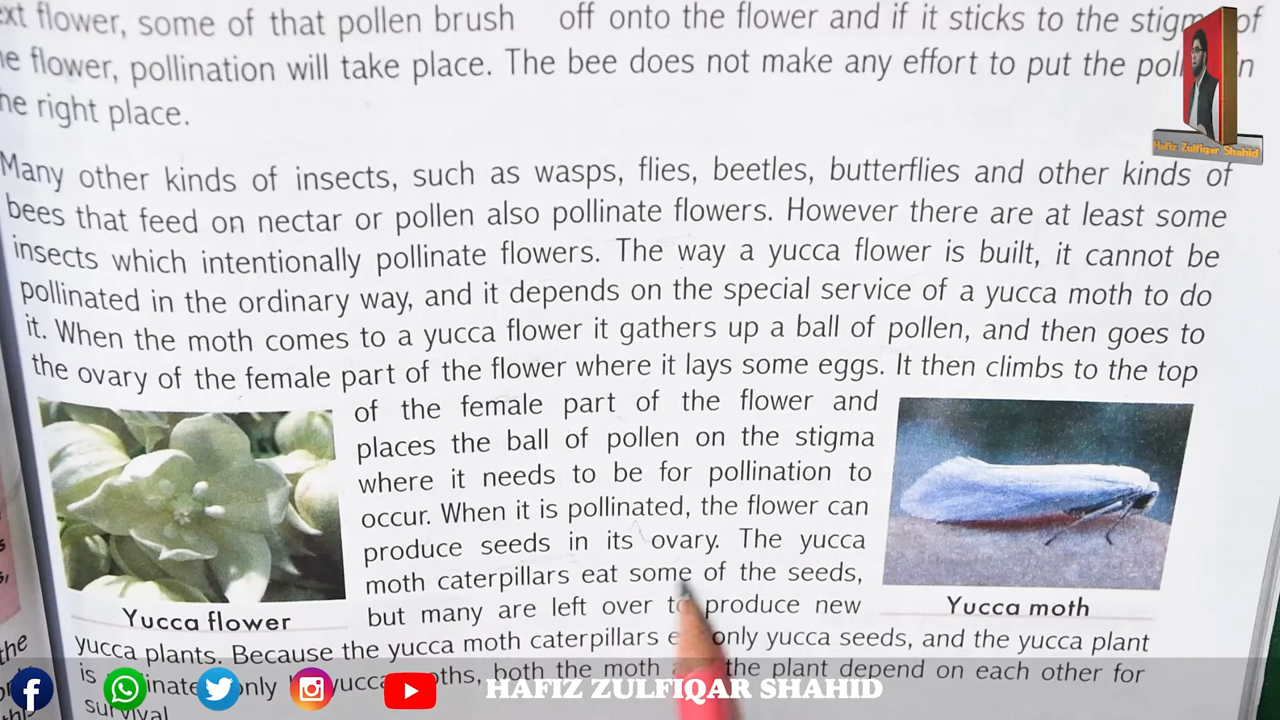 ext flower, some of that pollen brush off onto the flower and if it sticks to the of
flower, pollination will take place. The bee does not make any effort to put the in
he right place.
Many other kinds of insects, such as wasps, flies, beetles, butterflies and other kinds of
bees that feed on nectar or pollen also pollinate flowers. However there are at least some
insects which intentionally pollinate flowers. The way a yucca flower is built, it cannot be
pollinated in the ordinary way, and it depends on the special service of a yucca moth to do
it. When the moth comes to a yucca flower it gathers up a ball of pollen, and then goes to
the ovary of the female part of the flower where it lays some eggs. It then climbs to the top
of the female part of the flower and
places the ball of pollen on the stigma
where it needs to be for pollination to
occur. When it is pollinated, the flower can
produce seeds in its ovary. The yucca
moth caterpillars eat some of the seeds,
but many are left over to produce new
Yucca flower
Yucca moth
yucca plants. Because the yucca moth caterpillars only yucca seeds, and the yucca plant
is only yucca both the moth the plant depend on each other for
survival
the
Hafiz Zulfiqar Shahid
HAFIZ ZULFIQAR SHAHID